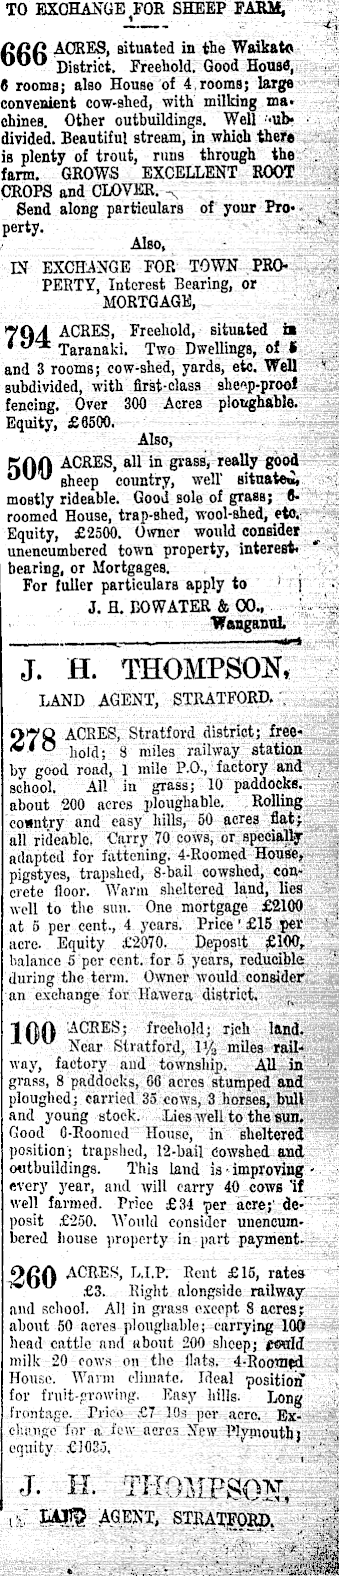 TO EXCHANGE FOR SHEEP FARM,
666 ACRES, situated in the Waikato
District. Freehold. Good House,
6 rooms; also House of 4 rooms; large
convenient cow-shed, with milking ma-
chines. Other outbuildings. Well sub-
divided. Beautiful stream, in which there
is plenty of trout, runs through the
farm. GROWS EXCELLENT ROOT
CROPS and CLOVER.
Send along particulars of your Pro-
perty.
Also,
IN EXCHANGE FOR TOWN PRO-
PERTY, Interest Bearing, or
MORTGAGE,
794 ACRES, Freehold, situated in
Taranaki. Two Dwellings, of 5
and 3 rooms; cow-shed, yards, etc. Well
subdivided, with first-class sheep-proof
fencing. Over 300 Acres ploughable.
Equity, £6500.
Also,
500 ACRES, all in grass, really good
sheep country, well situated,
mostly rideable. Good sole of grass; 6-
roomed House, trap-shed, wool-shed, etc.
Equity, £2500. Owner would consider
unencumbered town property, interest-
bearing, or Mortgages.
For fuller particulars apply to
J. H. BOWATER & CO.,
Wanganui.
J. H. THOMPSON,
LAND AGENT, STRATFORD.
278 ACRES, Stratford district; free-
hold; 8 miles railway station
by good road, 1 mile P.O., factory and
school. All in grass; 10 paddocks.
about 200 acres ploughable. Rolling
country and easy hills, 50 acres flat;
all rideable. Carry 70 cows, or specially
adapted for fattening. 4-Roomed House,
pigstyes, trapshed, 8-bail cowshed, con-
crete floor. Warm sheltered land, lies
well to the sun. One mortgage £2100
at 5 per cent., 4 years. Price £15 per
acre. Equity £2070. Deposit £100,
balance 5 per cent. for 5 years, reducible
during the term. Owner would consider
an exchange for Hawera district.
100 ACRES; freehold; rich land.
Near Stratford, 1½ miles rail-
way, factory and township. All in
grass, 8 paddocks, 66 acres stumped and
ploughed; carried 35 cows, 3 horses, bull
and young stock. Lies well to the sun.
Good 6-Roomed House, in sheltered
position; trapshed, 12-bail cowshed and
outbuildings. This land is improving
every year, and will carry 40 cows if
well farmed. Price £34 per acre; de-
posit £250. Would consider unencum-
bered house property in part payment.
260 ACRES, L.I.P. Rent £15, rates
£3. Right alongside railway
and school. All in grass except 8 acres;
about 50 acres ploughable; carrying 100
head cattle and about 200 sheep; could
milk 20 cows on the flats. 4-Roomed
House. Warm climate. Ideal position
for fruit-growing. Easy hills. Long
frontage. Price £7 10s per acre. Ex-
change for a few acres New Plymouth;
equity £1035.
J. H. THOMPSON,
LAND AGENT, STRATFORD.